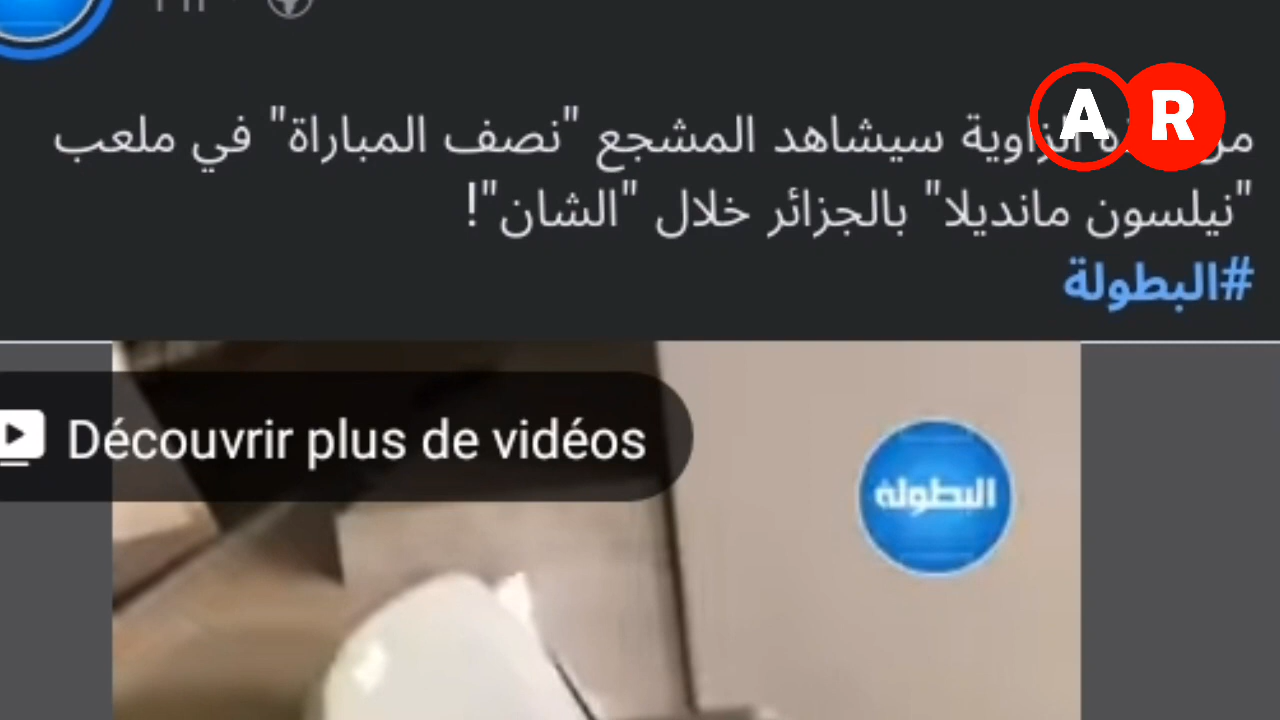 AR
الزاوية سيشاهد المشجع "نصف المباراة" في ملعب
"نيلسون مانديلا" بالجزائر خلال "الشان"!
#البطولة
Découvrir plus de vidéos
البطولة